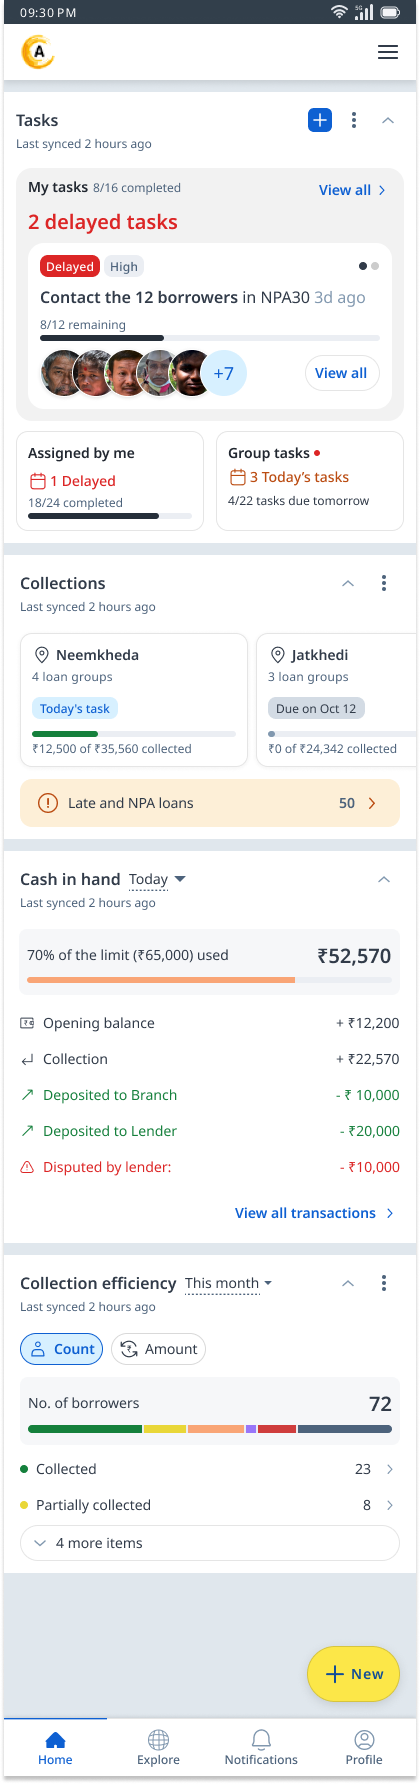 09:30 PM
5G
A
Tasks
Last synced 2 hours ago
My tasks 8/16 completed
View all
2 delayed tasks
Delayed High
Contact the 12 borrowers in NPA30 3d ago
8/12 remaining
+7
View all
Assigned by me
1 Delayed
18/24 completed
Group tasks
3 Today's tasks
4/22 tasks due tomorrow
Collections
Last synced 2 hours ago
Neemkheda
4 loan groups
Today's task
₹12,500 of ₹35,560 collected
Jatkhedi
3 loan groups
Due on Oct 12
₹0 of ₹24,342 collected
Late and NPA loans 50
Cash in hand Today
Last synced 2 hours ago
70% of the limit (₹65,000) used ₹52,570
Opening balance + ₹12,200
Collection + ₹22,570
Deposited to Branch - ₹ 10,000
Deposited to Lender - ₹20,000
Disputed by lender: - ₹10,000
View all transactions
Collection efficiency This month
Last synced 2 hours ago
Count Amount
No. of borrowers 72
Collected 23
Partially collected 8
4 more items
New
Home Explore Notifications Profile